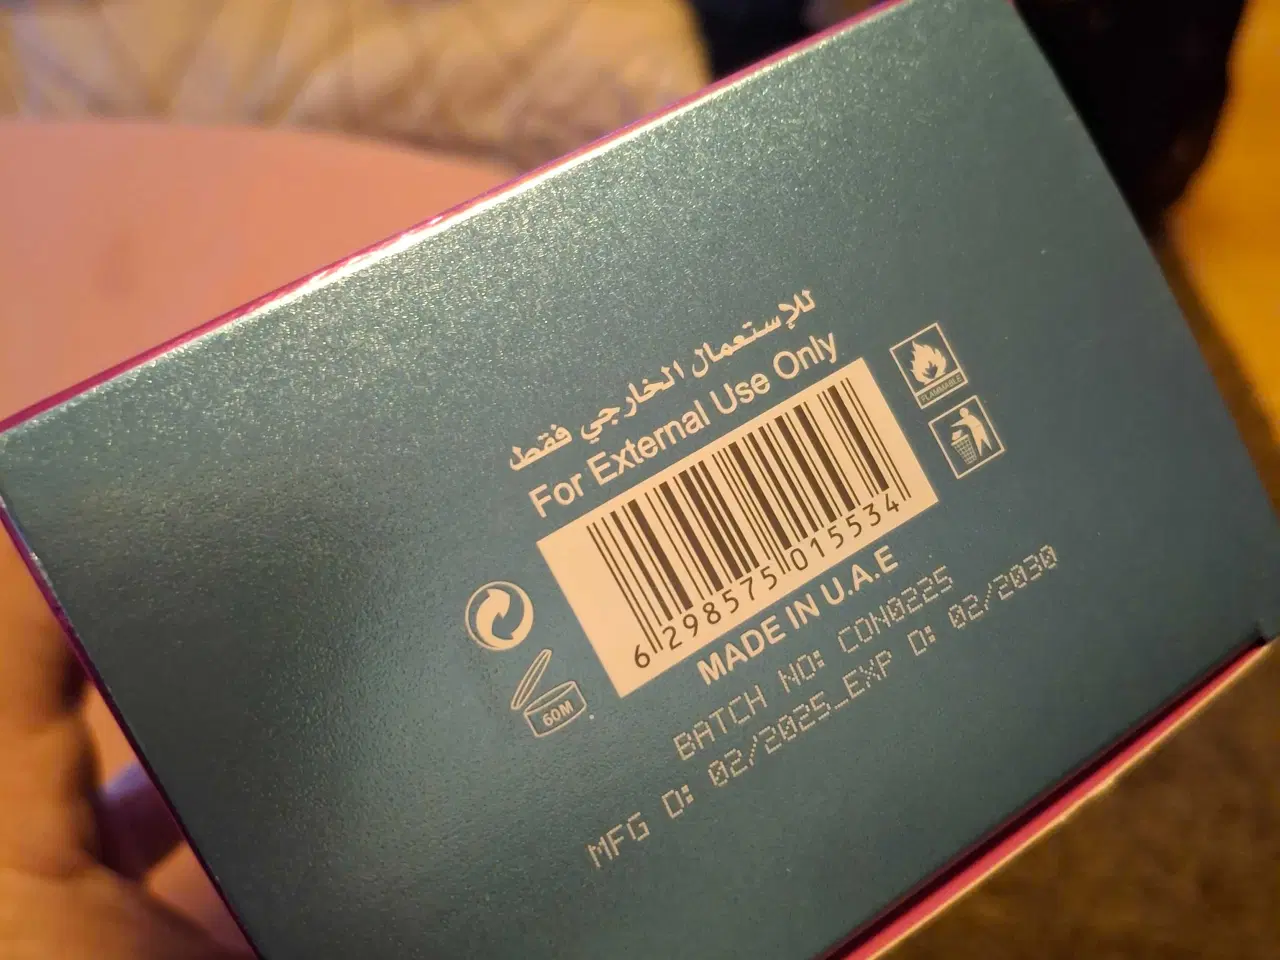 للإستعمال الخارجي فقط
For External Use Only
FLAMMABLE
6 298575 015534
MADE IN U.A.E
60M
BATCH NO: CON0225
MFG D: 02/2025_EXP D: 02/2030